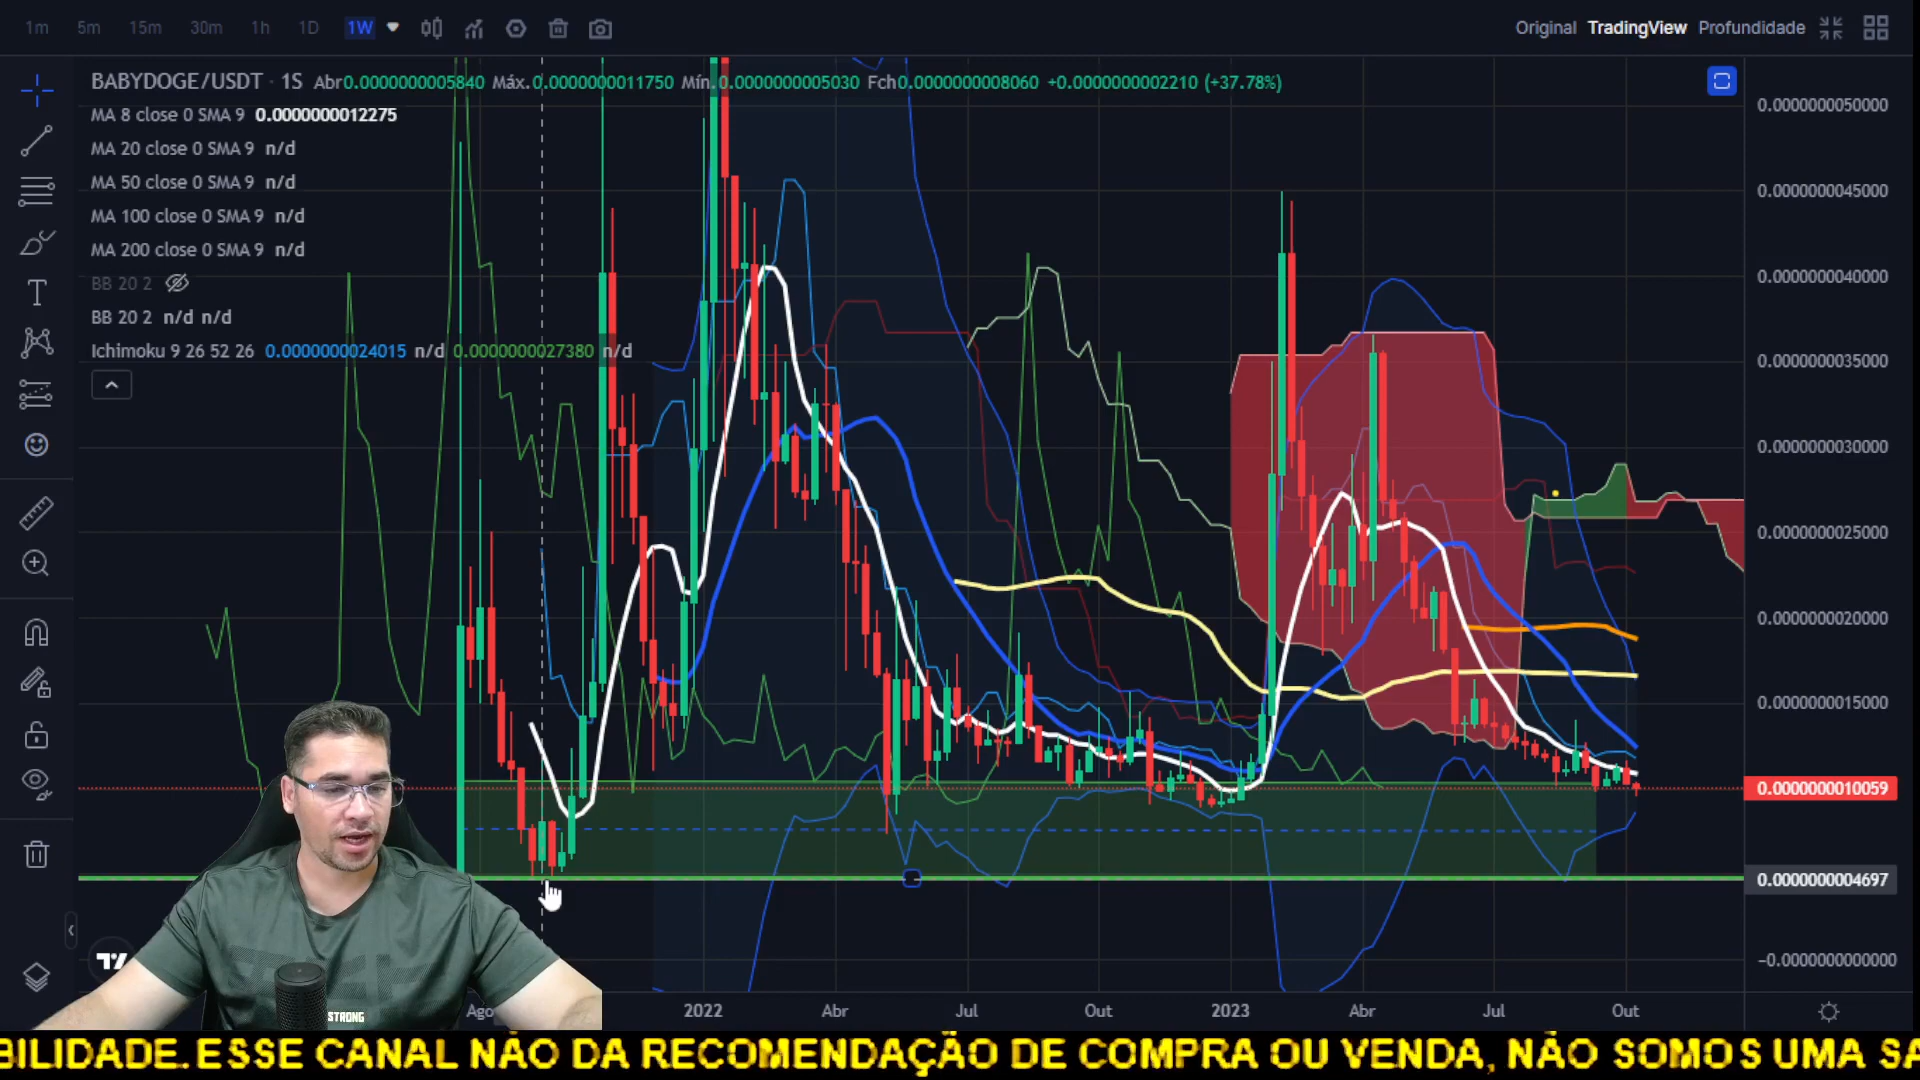 1m 5m 15m 30m 1h 1D 1W
Original TradingView Profundidade
BABYDOGE/USDT · 1S Abr0.0000000005840 Máx.0.0000000011750 Mín.0.0000000005030 Fch0.0000000008060 +0.0000000002210 (+37.78%)
MA 8 close 0 SMA 9 0.0000000012275
MA 20 close 0 SMA 9 n/d
MA 50 close 0 SMA 9 n/d
MA 100 close 0 SMA 9 n/d
MA 200 close 0 SMA 9 n/d
BB 20 2
BB 20 2 n/d n/d
Ichimoku 9 26 52 26 0.0000000024015 n/d 0.0000000027380 n/d
0.0000000050000
0.0000000045000
0.0000000040000
0.0000000035000
0.0000000030000
0.0000000025000
0.0000000020000
0.0000000015000
0.0000000010059
0.0000000004697
-0.0000000000000
STRONG
Ago 2022 Abr Jul Out 2023 Abr Jul Out
BILIDADE. ESSE CANAL NÃO DA RECOMENDAÇÃO DE COMPRA OU VENDA, NÃO SOMOS UMA SA